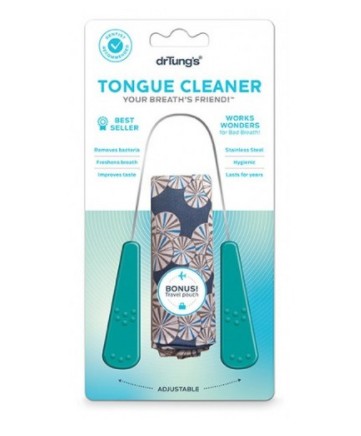 DENTIST
RECOMMENDED
drTung's®
TONGUE CLEANER
YOUR BREATH'S FRIEND!™
BEST
SELLER
WORKS
WONDERS
for Bad Breath!
Removes bacteria
Stainless Steel
Freshens breath
Hygienic
Improves taste
Lasts for years
BONUS!
Travel pouch
ADJUSTABLE